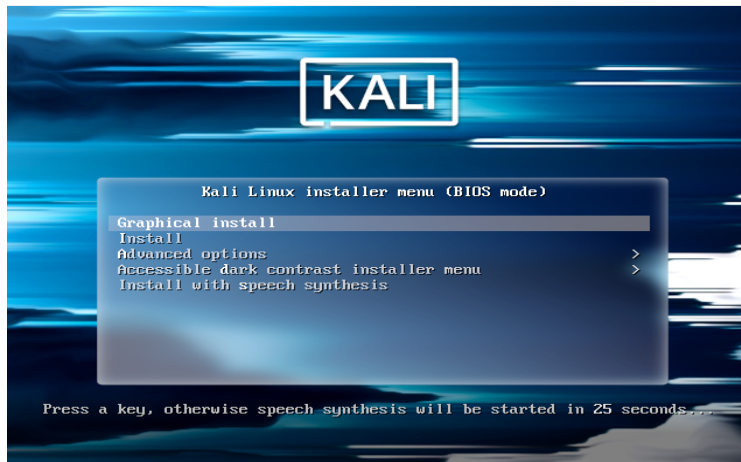 KALI
Kali Linux installer menu (BIOS mode)
Graphical install
Install
Advanced options >
Accessible dark contrast installer menu >
Install with speech synthesis
Press a key, otherwise speech synthesis will be started in 25 seconds...